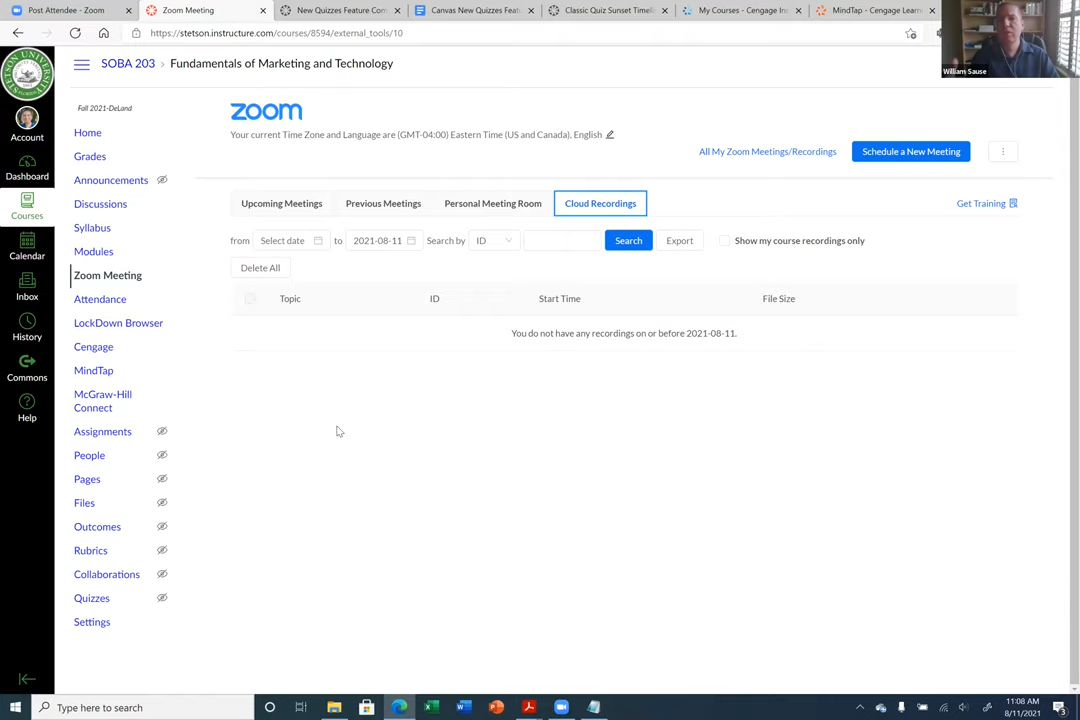 Post Attendee - Zoom
Zoom Meeting
New Quizzes Feature Com
Canvas New Quizzes Featu
Classic Quiz Sunset Timeli
My Courses - Cengage In
MindTap - Cengage Learn
https://stetson.instructure.com/courses/8594/external_tools/10
William Sause
SOBA 203 › Fundamentals of Marketing and Technology
Account
Dashboard
Courses
Calendar
Inbox
History
Commons
Help
Fall 2021-DeLand
Home
Grades
Announcements
Discussions
Syllabus
Modules
Zoom Meeting
Attendance
LockDown Browser
Cengage
MindTap
McGraw-Hill
Connect
Assignments
People
Pages
Files
Outcomes
Rubrics
Collaborations
Quizzes
Settings
zoom
Your current Time Zone and Language are (GMT-04:00) Eastern Time (US and Canada), English
All My Zoom Meetings/Recordings
Schedule a New Meeting
Upcoming Meetings
Previous Meetings
Personal Meeting Room
Cloud Recordings
Get Training
from Select date to 2021-08-11 Search by ID Search Export Show my course recordings only
Delete All
Topic ID Start Time File Size
You do not have any recordings on or before 2021-08-11.
Type here to search
11:08 AM
8/11/2021
3